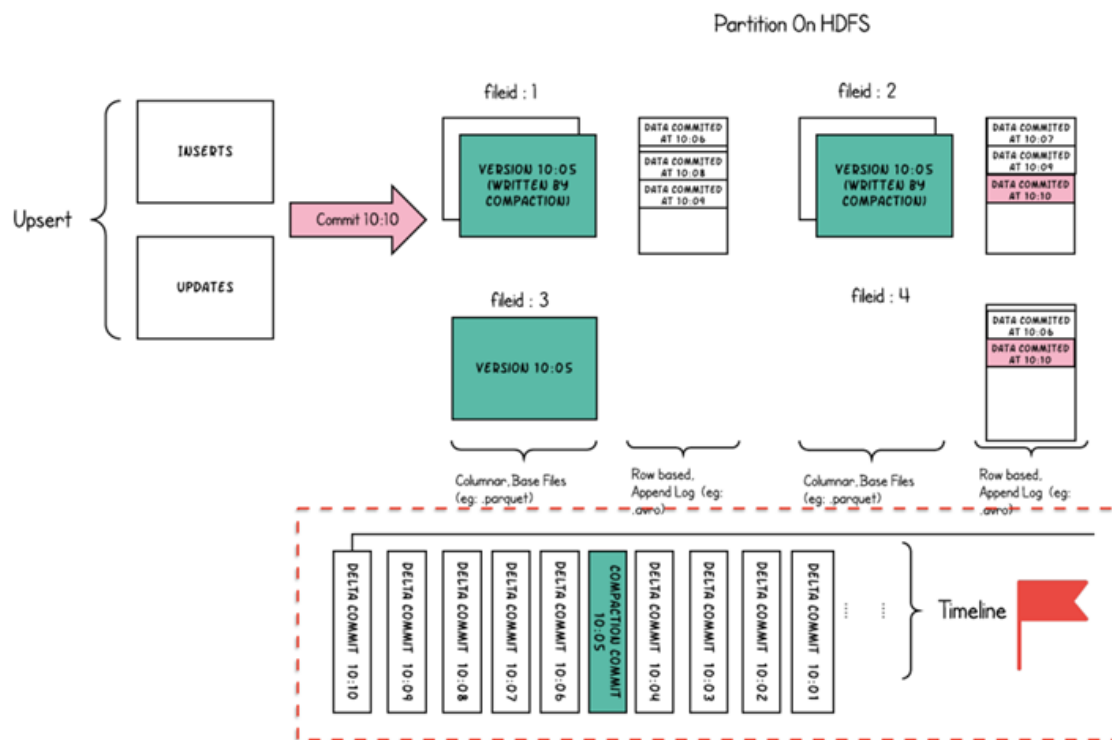 Partition On HDFS
fileid : 1
fileid : 2
Upsert
INSERTS
UPDATES
Commit 10:10
VERSION 10:05
(WRITTEN BY
COMPACTION)
DATA COMMITED
AT 10:06
DATA COMMITED
AT 10:08
DATA COMMITED
AT 10:09
VERSION 10:05
(WRITTEN BY
COMPACTION)
DATA COMMITED
AT 10:07
DATA COMMITED
AT 10:09
DATA COMMITED
AT 10:10
fileid : 3
fileid : 4
VERSION 10:05
DATA COMMITED
AT 10:06
DATA COMMITED
AT 10:10
Columnar, Base Files
(eg: .parquet)
Row based,
Append Log (eg:
.avro)
Columnar, Base Files
(eg: .parquet)
Row based,
Append Log (eg:
.avro)
DELTA COMMIT 10:10
DELTA COMMIT 10:09
DELTA COMMIT 10:08
DELTA COMMIT 10:07
DELTA COMMIT 10:06
COMPACTION COMMIT
10:05
DELTA COMMIT 10:04
DELTA COMMIT 10:03
DELTA COMMIT 10:02
DELTA COMMIT 10:01
Timeline